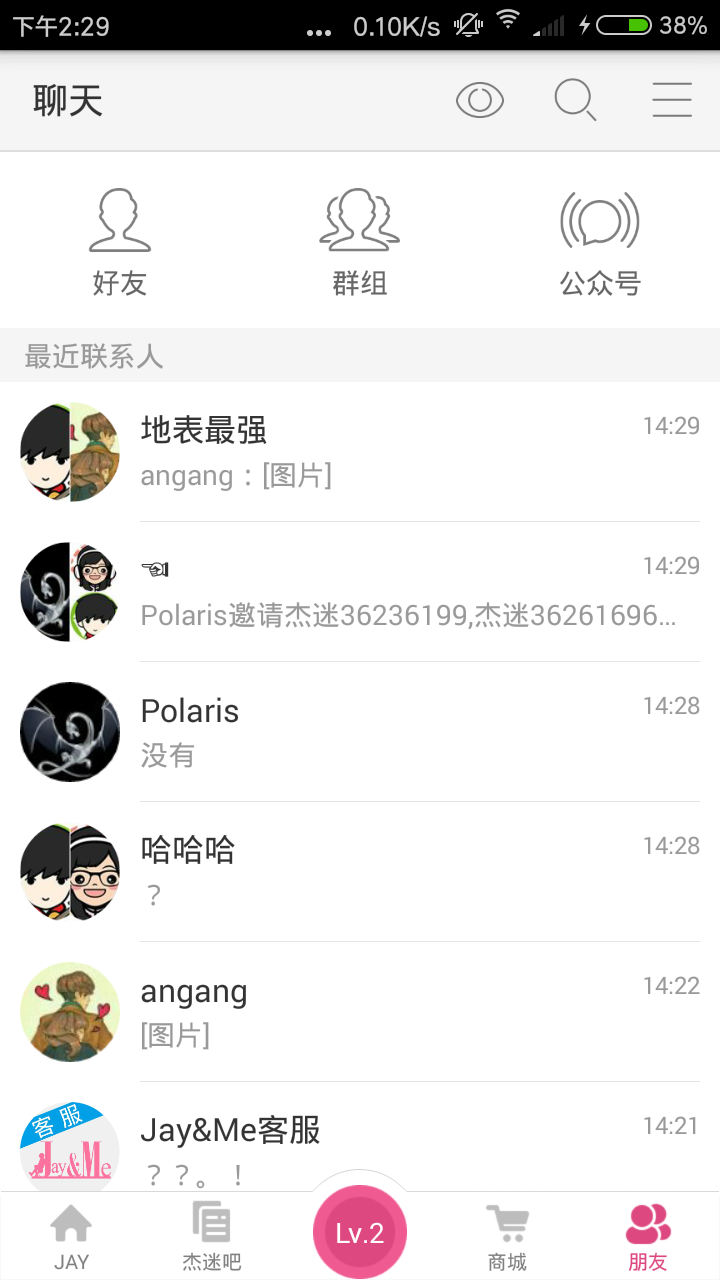 下午2:29 ... 0.10K/s 38%
聊天
好友 群组 公众号
最近联系人
地表最强 14:29
angang：[图片]
☜ 14:29
Polaris邀请杰迷36236199,杰迷36261696...
Polaris 14:28
没有
哈哈哈 14:28
？
angang 14:22
[图片]
客服
Jay&Me
Jay&Me客服 14:21
？？。！
Lv.2
JAY 杰迷吧 商城 朋友